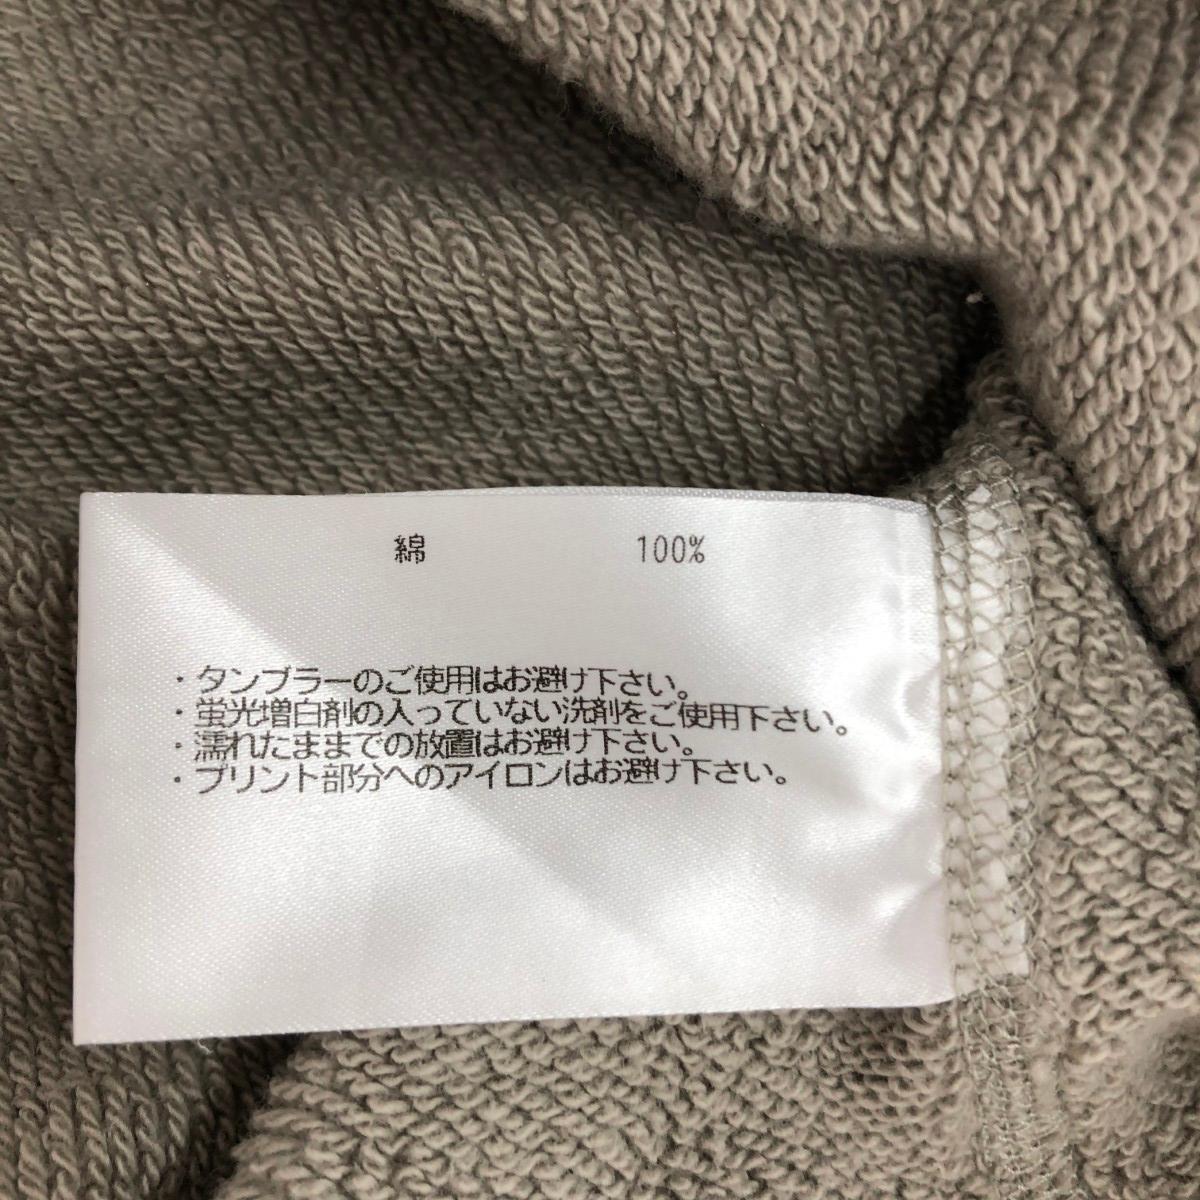 綿 100%
・タンブラーのご使用はお避け下さい。
・蛍光増白剤の入っていない洗剤をご使用下さい。
・濡れたままでの放置はお避け下さい。
・プリント部分へのアイロンはお避け下さい。